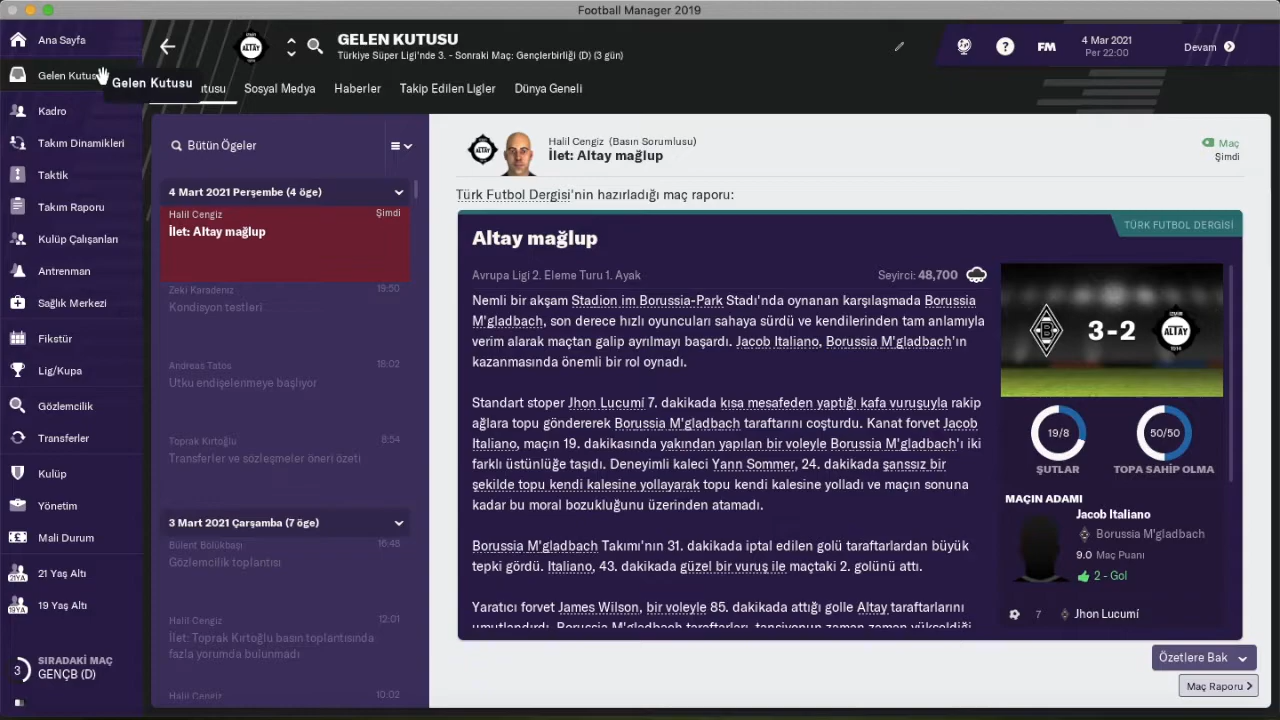 Football Manager 2019
GELEN KUTUSU
Türkiye Süper Ligi'nde 3. - Sonraki Maç: Gençlerbirliği (D) (3 gün)
FM
4 Mar 2021
Per 22:00
Devam
Ana Sayfa
Gelen Kutusu
Kadro
Takım Dinamikleri
Taktik
Takım Raporu
Kulüp Çalışanları
Antrenman
Sağlık Merkezi
Fikstür
Lig/Kupa
Gözlemcilik
Transferler
Kulüp
Yönetim
Mali Durum
21 Yaş Altı
19 Yaş Altı
3
SIRADAKİ MAÇ
GENÇB (D)
Gelen Kutusu
utusu
Sosyal Medya
Haberler
Takip Edilen Ligler
Dünya Geneli
Bütün Ögeler
4 Mart 2021 Perşembe (4 öge)
Halil Cengiz
Şimdi
İlet: Altay mağlup
Zeki Karadeniz
19:50
Kondisyon testleri
Andreas Tatos
18:02
Utku endişelenmeye başlıyor
Toprak Kırtoğlu
8:54
Transferler ve sözleşmeler öneri özeti
3 Mart 2021 Çarşamba (7 öge)
Bülent Bölükbaşı
16:48
Gözlemcilik toplantısı
Halil Cengiz
12:01
İlet: Toprak Kırtoğlu basın toplantısında
fazla yorumda bulunmadı
Halil Cengiz
10:02
Halil Cengiz (Basın Sorumlusu)
İlet: Altay mağlup
Maç
Şimdi
Türk Futbol Dergisi'nin hazırladığı maç raporu:
TÜRK FUTBOL DERGİSİ
Altay mağlup
Avrupa Ligi 2. Eleme Turu 1. Ayak
Seyirci: 48,700
Nemli bir akşam Stadion im Borussia-Park Stadı'nda oynanan karşılaşmada Borussia
M'gladbach, son derece hızlı oyuncuları sahaya sürdü ve kendilerinden tam anlamıyla
verim alarak maçtan galip ayrılmayı başardı. Jacob Italiano, Borussia M'gladbach'ın
kazanmasında önemli bir rol oynadı.
Standart stoper Jhon Lucumí 7. dakikada kısa mesafeden yaptığı kafa vuruşuyla rakip
ağlara topu göndererek Borussia M'gladbach taraftarını coşturdu. Kanat forvet Jacob
Italiano, maçın 19. dakikasında yakından yapılan bir voleyle Borussia M'gladbach'ı iki
farklı üstünlüğe taşıdı. Deneyimli kaleci Yann Sommer, 24. dakikada şanssız bir
şekilde topu kendi kalesine yollayarak topu kendi kalesine yolladı ve maçın sonuna
kadar bu moral bozukluğunu üzerinden atamadı.
Borussia M'gladbach Takımı'nın 31. dakikada iptal edilen golü taraftarlardan büyük
tepki gördü. Italiano, 43. dakikada güzel bir vuruş ile maçtaki 2. golünü attı.
Yaratıcı forvet James Wilson, bir voleyle 85. dakikada attığı golle Altay taraftarlarını
umutlandırdı. Borussia M'gladbach taraftarları, tansiyonun zaman zaman yükseldiği
3-2
ALTAY
19/8
ŞUTLAR
50/50
TOPA SAHİP OLMA
MAÇIN ADAMI
Jacob Italiano
Borussia M'gladbach
9.0 Maç Puanı
2 - Gol
7 Jhon Lucumí
Özetlere Bak
Maç Raporu